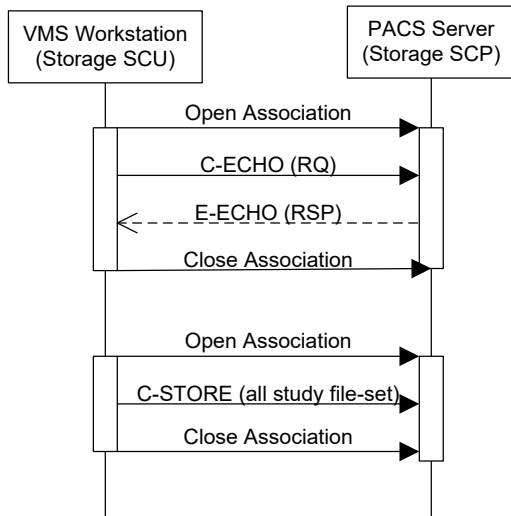 VMS Workstation
(Storage SCU)
PACS Server
(Storage SCP)
Open Association
C-ECHO (RQ)
E-ECHO (RSP)
Close Association
Open Association
C-STORE (all study file-set)
Close Association